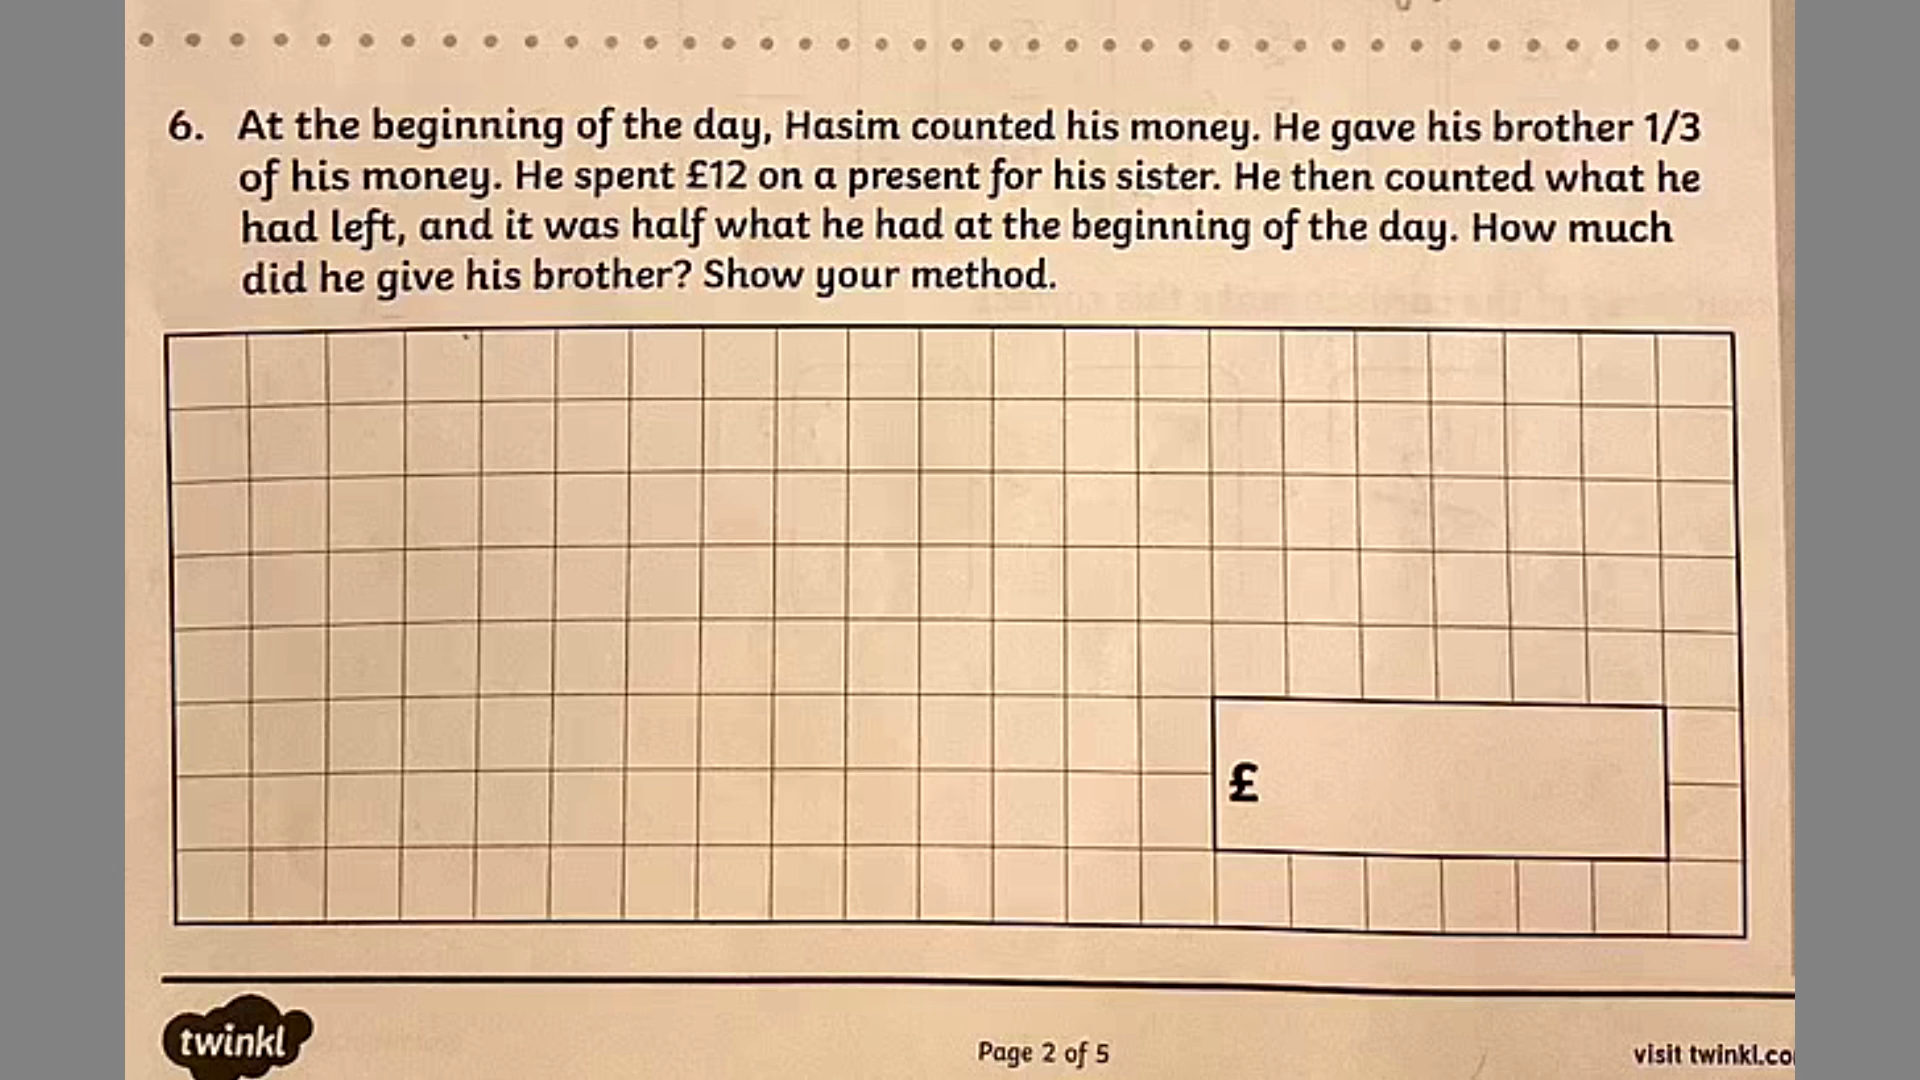 6. At the beginning of the day, Hasim counted his money. He gave his brother 1/3
of his money. He spent £12 on a present for his sister. He then counted what he
had left, and it was half what he had at the beginning of the day. How much
did he give his brother? Show your method.
£
twinkl
Page 2 of 5
visit twinkl.co